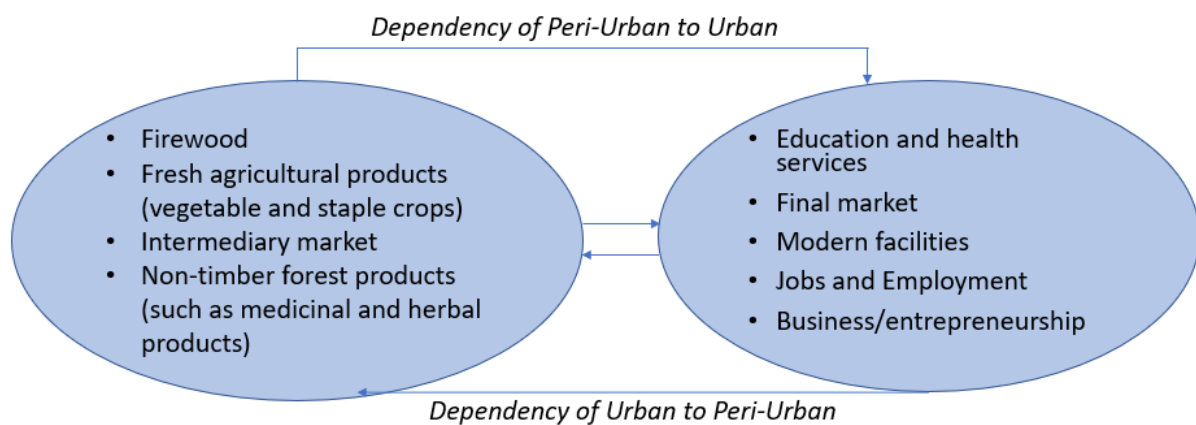 Dependency of Peri-Urban to Urban
• Firewood
• Fresh agricultural products
(vegetable and staple crops)
• Intermediary market
• Non-timber forest products
(such as medicinal and herbal
products)
• Education and health
services
• Final market
• Modern facilities
• Jobs and Employment
• Business/entrepreneurship
Dependency of Urban to Peri-Urban